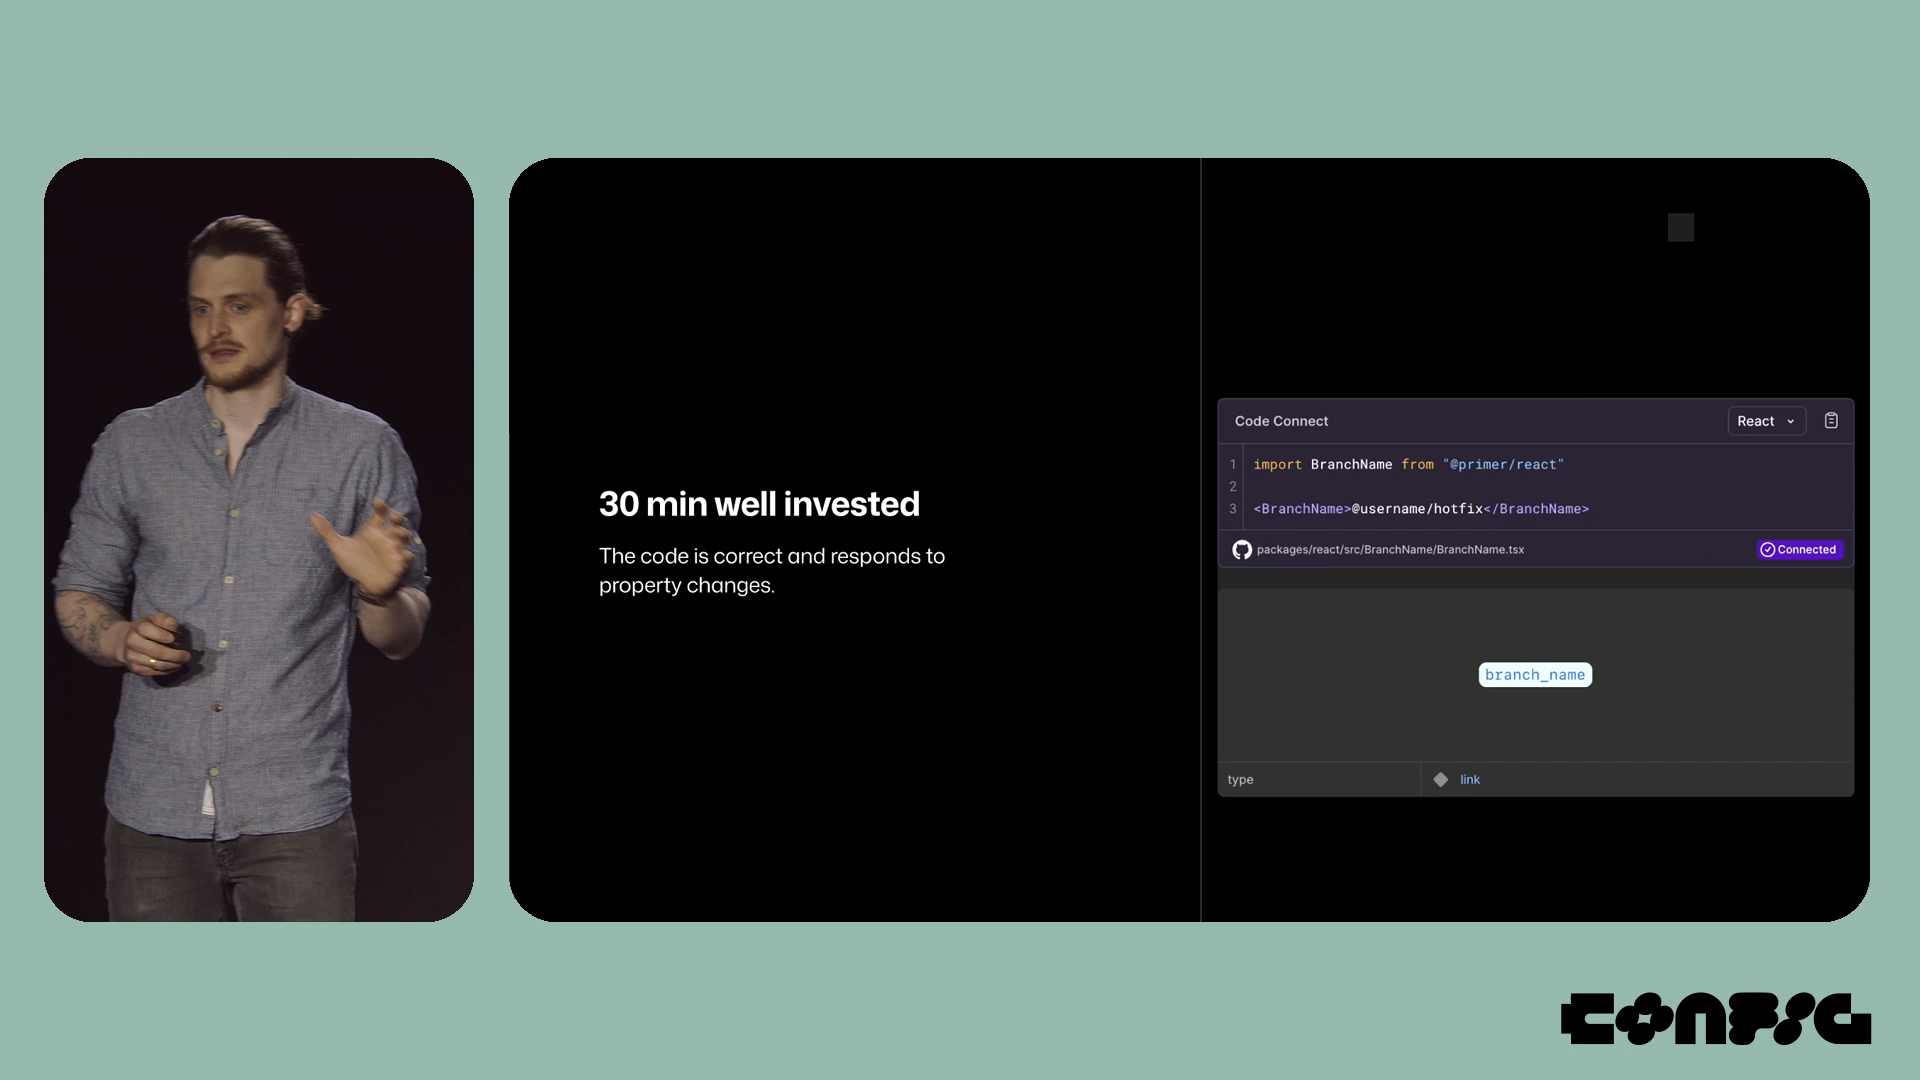 30 min well invested
The code is correct and responds to
property changes.
Code Connect
React
1 import BranchName from "@primer/react"
2
3 <BranchName>@username/hotfix</BranchName>
packages/react/src/BranchName/BranchName.tsx
Connected
branch_name
type
link
CONFIG